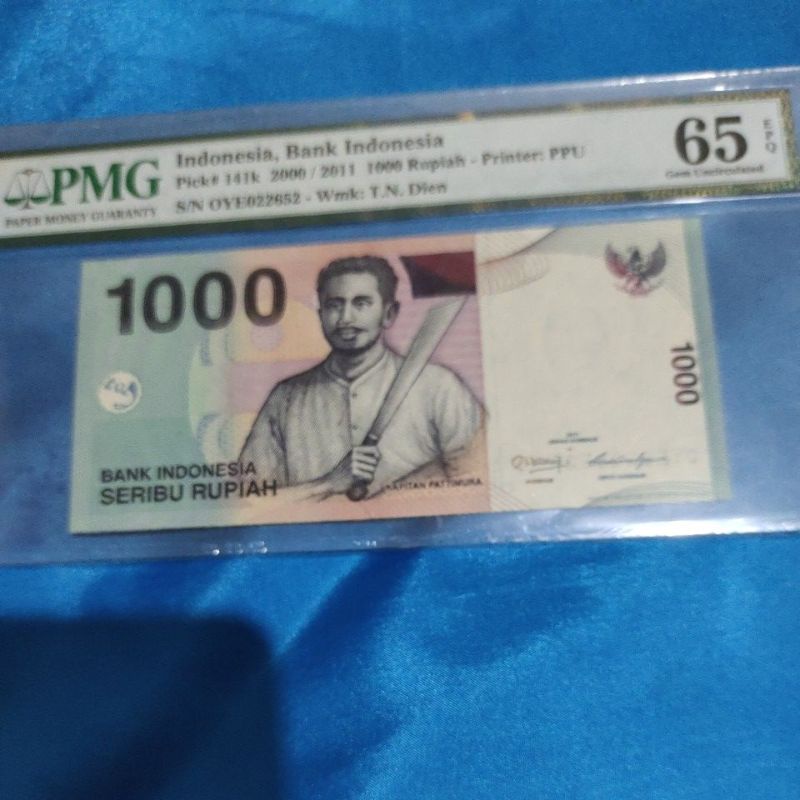 PMG
PAPER MONEY GUARANTY
Indonesia, Bank Indonesia
Pick# 141k 2000 / 2011 1000 Rupiah - Printer: PPU
S/N OYE022652 - Wmk: T.N. Dien
65
EPQ
Gem Uncirculated
1000
BANK INDONESIA
SERIBU RUPIAH
KAPITAN PATTIMURA
1000